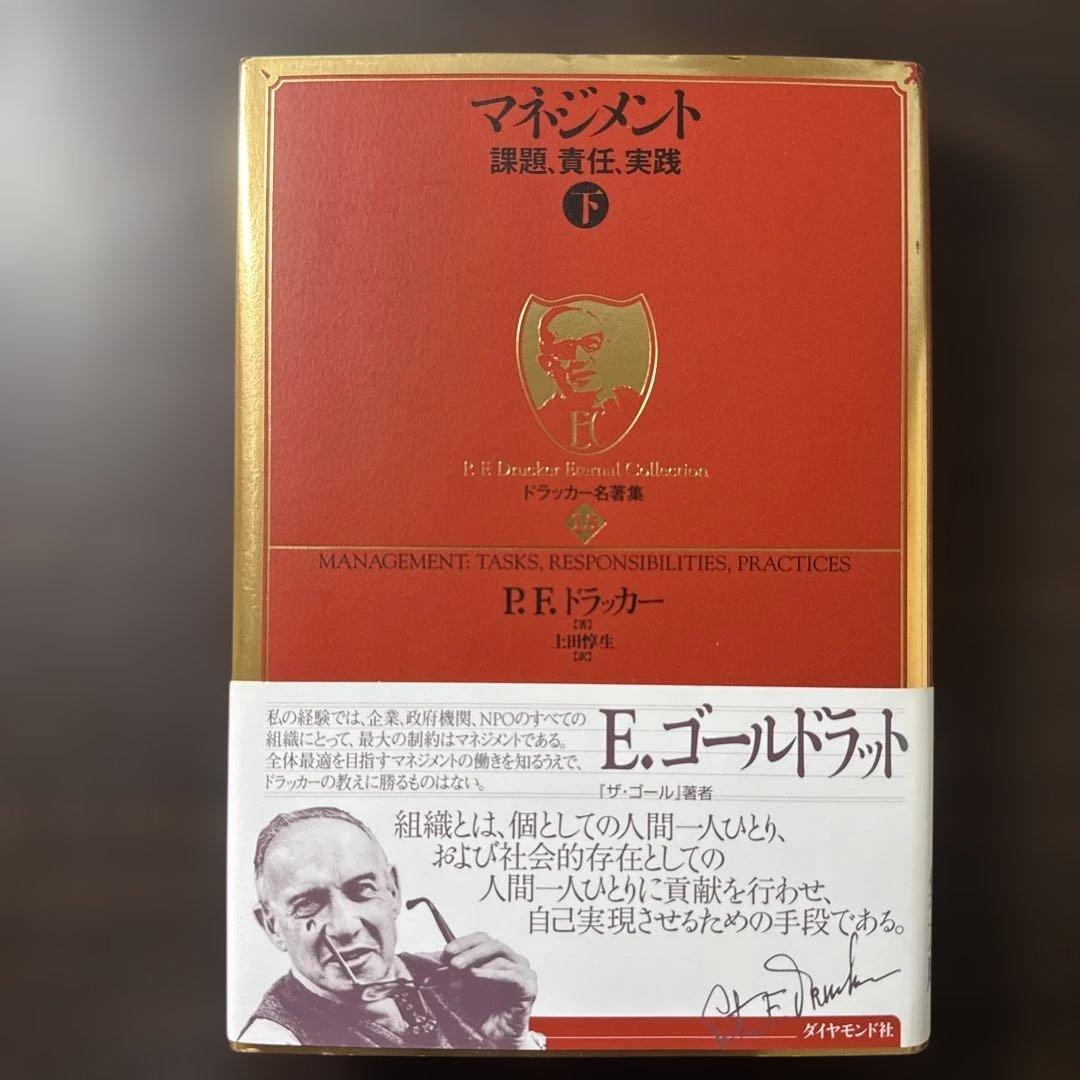 マネジメント
課題、責任、実践
下
EC
P. F. Drucker Eternal Collection
ドラッカー名著集
15
MANAGEMENT: TASKS, RESPONSIBILITIES, PRACTICES
P. F. ドラッカー
[著]
上田惇生
[訳]
私の経験では、企業、政府機関、NPOのすべての
組織にとって、最大の制約はマネジメントである。
全体最適を目指すマネジメントの働きを知るうえで、
ドラッカーの教えに勝るものはない。
E. ゴールドラット
『ザ・ゴール』著者
組織とは、個としての人間一人ひとり、
および社会的存在としての
人間一人ひとりに貢献を行わせ、
自己実現させるための手段である。
ダイヤモンド社